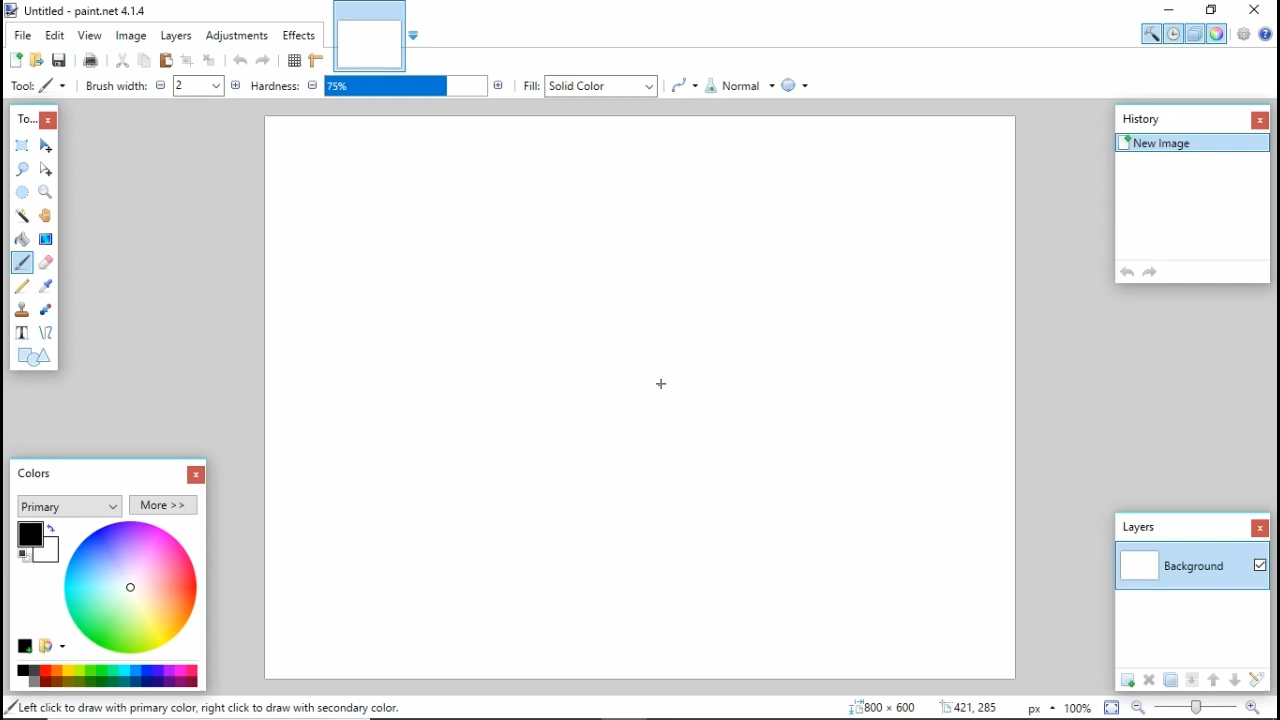 Untitled - paint.net 4.1.4
File Edit View Image Layers Adjustments Effects
Tool: Brush width: 2 Hardness: 75% Fill: Solid Color Normal
To...
History
New Image
Colors
Primary More >>
Layers
Background
Left click to draw with primary color, right click to draw with secondary color. 800 × 600 421, 285 px 100%